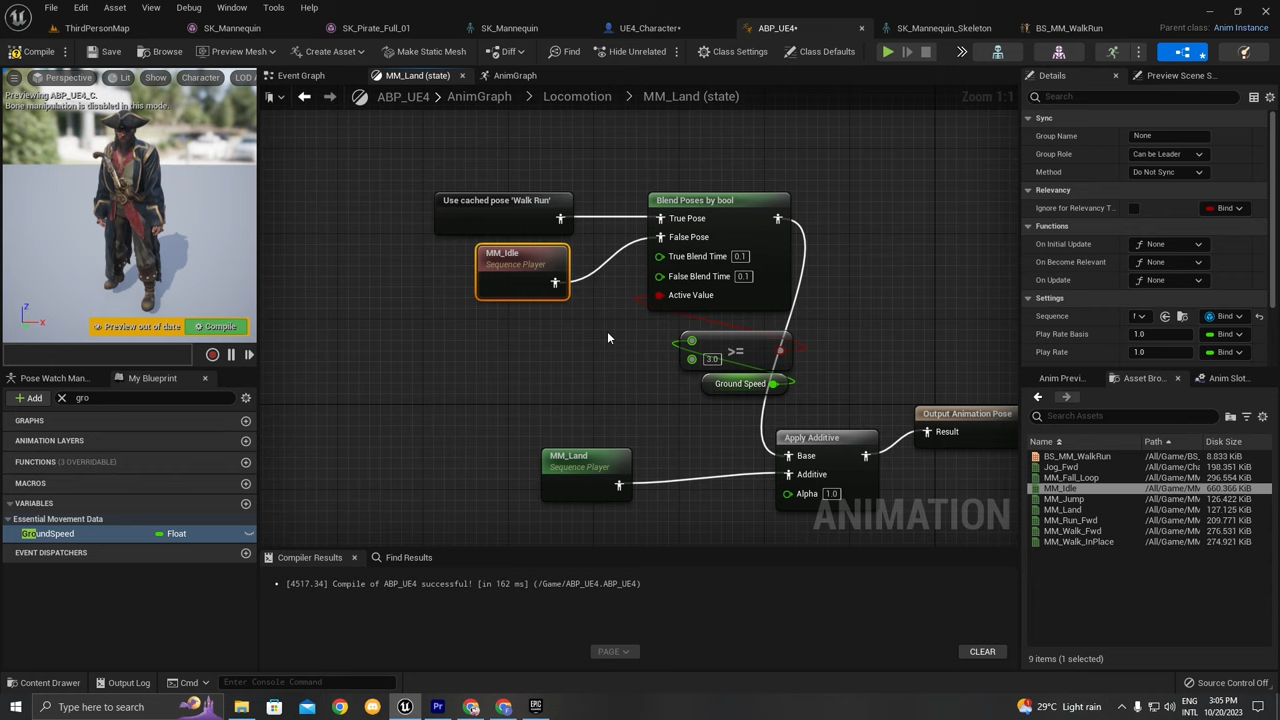 File Edit Asset View Debug Window Tools Help
ThirdPersonMap SK_Mannequin SK_Pirate_Full_01 SK_Mannequin UE4_Character* ABP_UE4* SK_Mannequin_Skeleton BS_MM_WalkRun Parent class: Anim Instance
Compile Save Browse Preview Mesh Create Asset Make Static Mesh Diff Find Hide Unrelated Class Settings Class Defaults
Perspective Lit Show Character LOD A
Previewing ABP_UE4_C.
Bone manipulation is disabled in this mode.
Z
X
Preview out of date Compile
Pose Watch Man... My Blueprint
Add gro
GRAPHS
ANIMATION LAYERS
FUNCTIONS (3 OVERRIDABLE)
MACROS
VARIABLES
Essential Movement Data
GroundSpeed Float
EVENT DISPATCHERS
Event Graph MM_Land (state) AnimGraph
ABP_UE4 AnimGraph Locomotion MM_Land (state) Zoom 1:1
Use cached pose 'Walk Run'
MM_Idle
Sequence Player
Blend Poses by bool
True Pose
False Pose
True Blend Time 0.1
False Blend Time 0.1
Active Value
>=
3.0
Ground Speed
MM_Land
Sequence Player
Apply Additive
Base
Additive
Alpha 1.0
Output Animation Pose
Result
ANIMATION
Compiler Results Find Results
[4517.34] Compile of ABP_UE4 successful! [in 162 ms] (/Game/ABP_UE4.ABP_UE4)
PAGE CLEAR
Details Preview Scene S...
Search
Sync
Group Name None
Group Role Can be Leader
Method Do Not Sync
Relevancy
Ignore for Relevancy T... Bind
Functions
On Initial Update None
On Become Relevant None
On Update None
Settings
Sequence Bind
Play Rate Basis 1.0 Bind
Play Rate 1.0 Bind
Anim Previ... Asset Bro... Anim Slot...
Search Assets
Name Path Disk Size
BS_MM_WalkRun /All/Game/BS_ 8.833 KiB
Jog_Fwd /All/Game/Cha 198.351 KiB
MM_Fall_Loop /All/Game/MM 296.554 KiB
MM_Idle /All/Game/MM 660.366 KiB
MM_Jump /All/Game/MM 126.422 KiB
MM_Land /All/Game/MM 127.125 KiB
MM_Run_Fwd /All/Game/MM 209.771 KiB
MM_Walk_Fwd /All/Game/MM 276.531 KiB
MM_Walk_InPlace /All/Game/MM 274.921 KiB
9 items (1 selected)
Content Drawer Output Log Cmd Enter Console Command Source Control Off
Type here to search 29°C Light rain ENG INTL 3:05 PM 10/20/2023